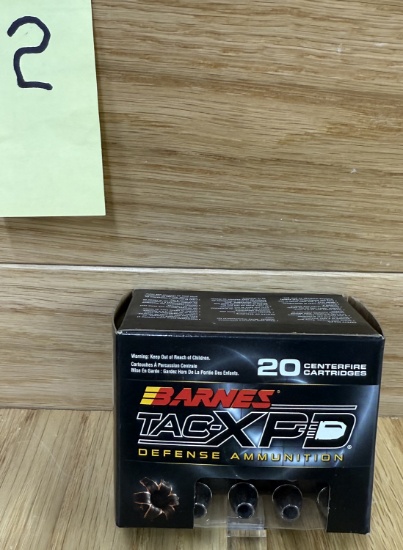 2
Warning: Keep Out of Reach of Children.
Cartouches À Percussion Centrale
Mise En Garde : Garder Hors De La Portée Des Enfants.
20 CENTERFIRE CARTRIDGES
BARNES
TAC-XPD®
DEFENSE AMMUNITION